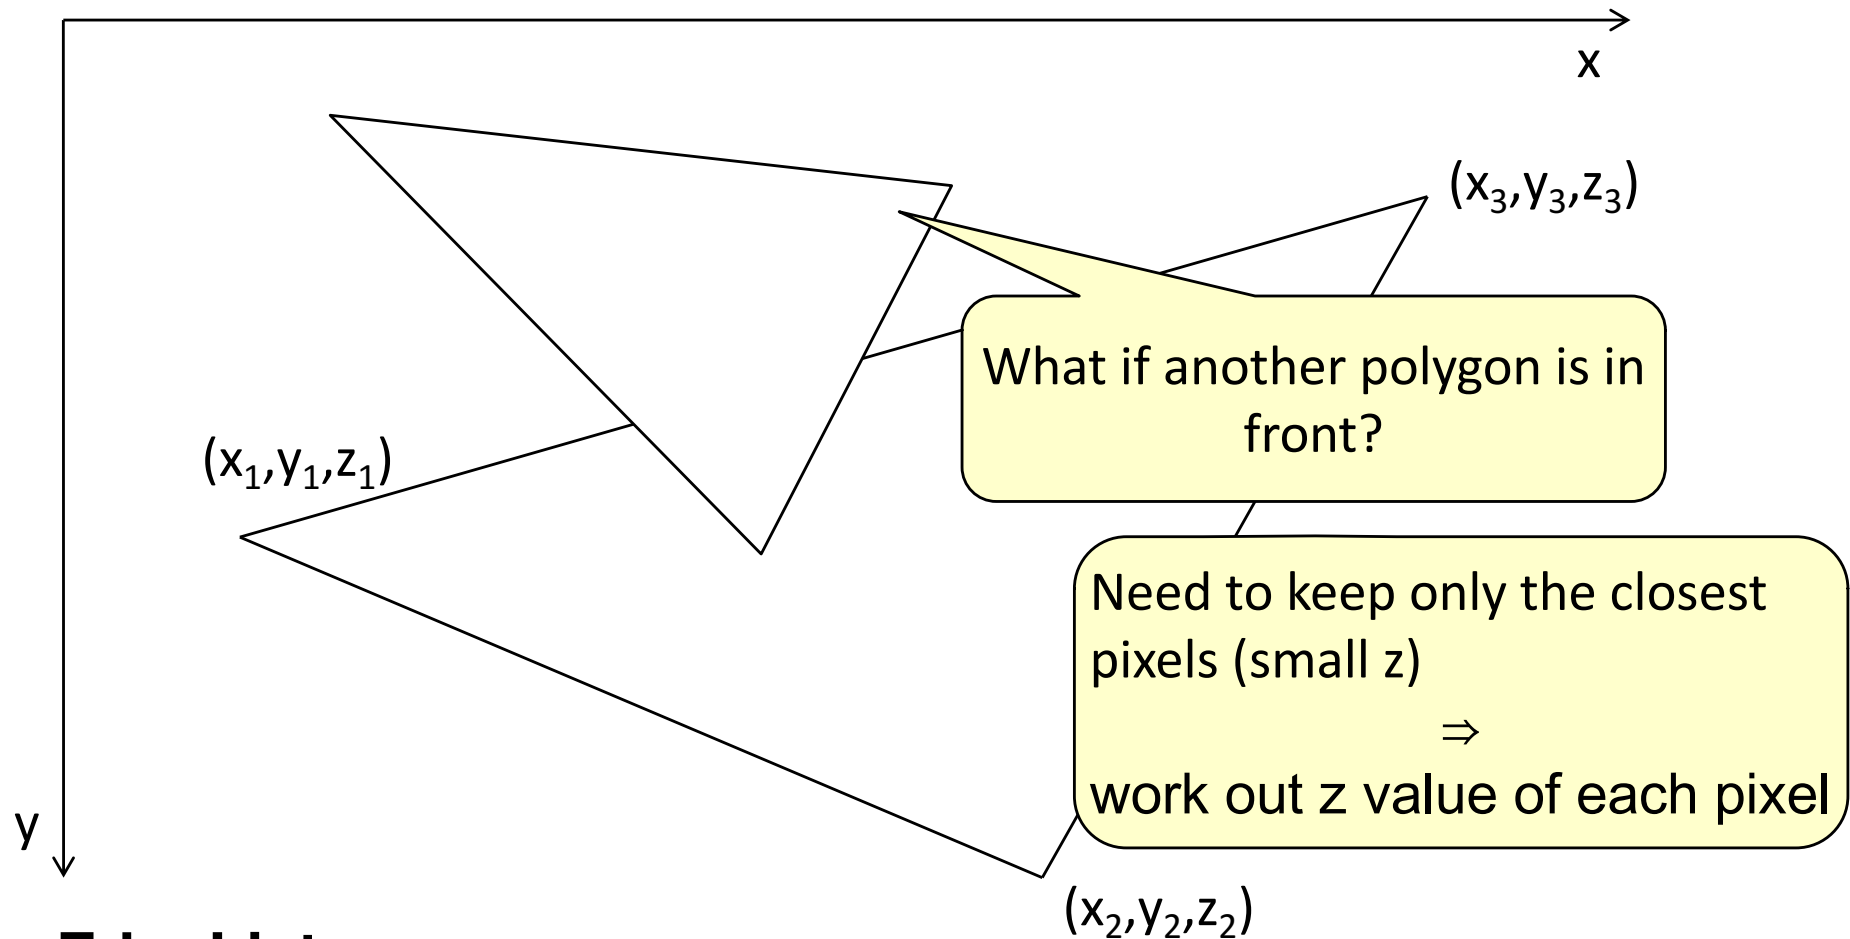 x
(x₃,y₃,z₃)
What if another polygon is in
front?
(x₁,y₁,z₁)
Need to keep only the closest
pixels (small z)
⇒
work out z value of each pixel
y
(x₂,y₂,z₂)